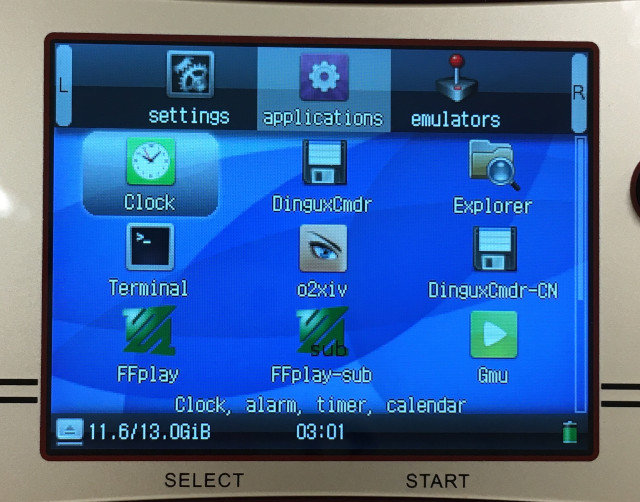 L
R
settings applications emulators
Clock DinguxCmdr Explorer
>_
Terminal o2xiv DinguxCmdr-CN
sub
FFplay FFplay-sub Gmu
Clock, alarm, timer, calendar
11.6/13.0GiB 03:01
SELECT START